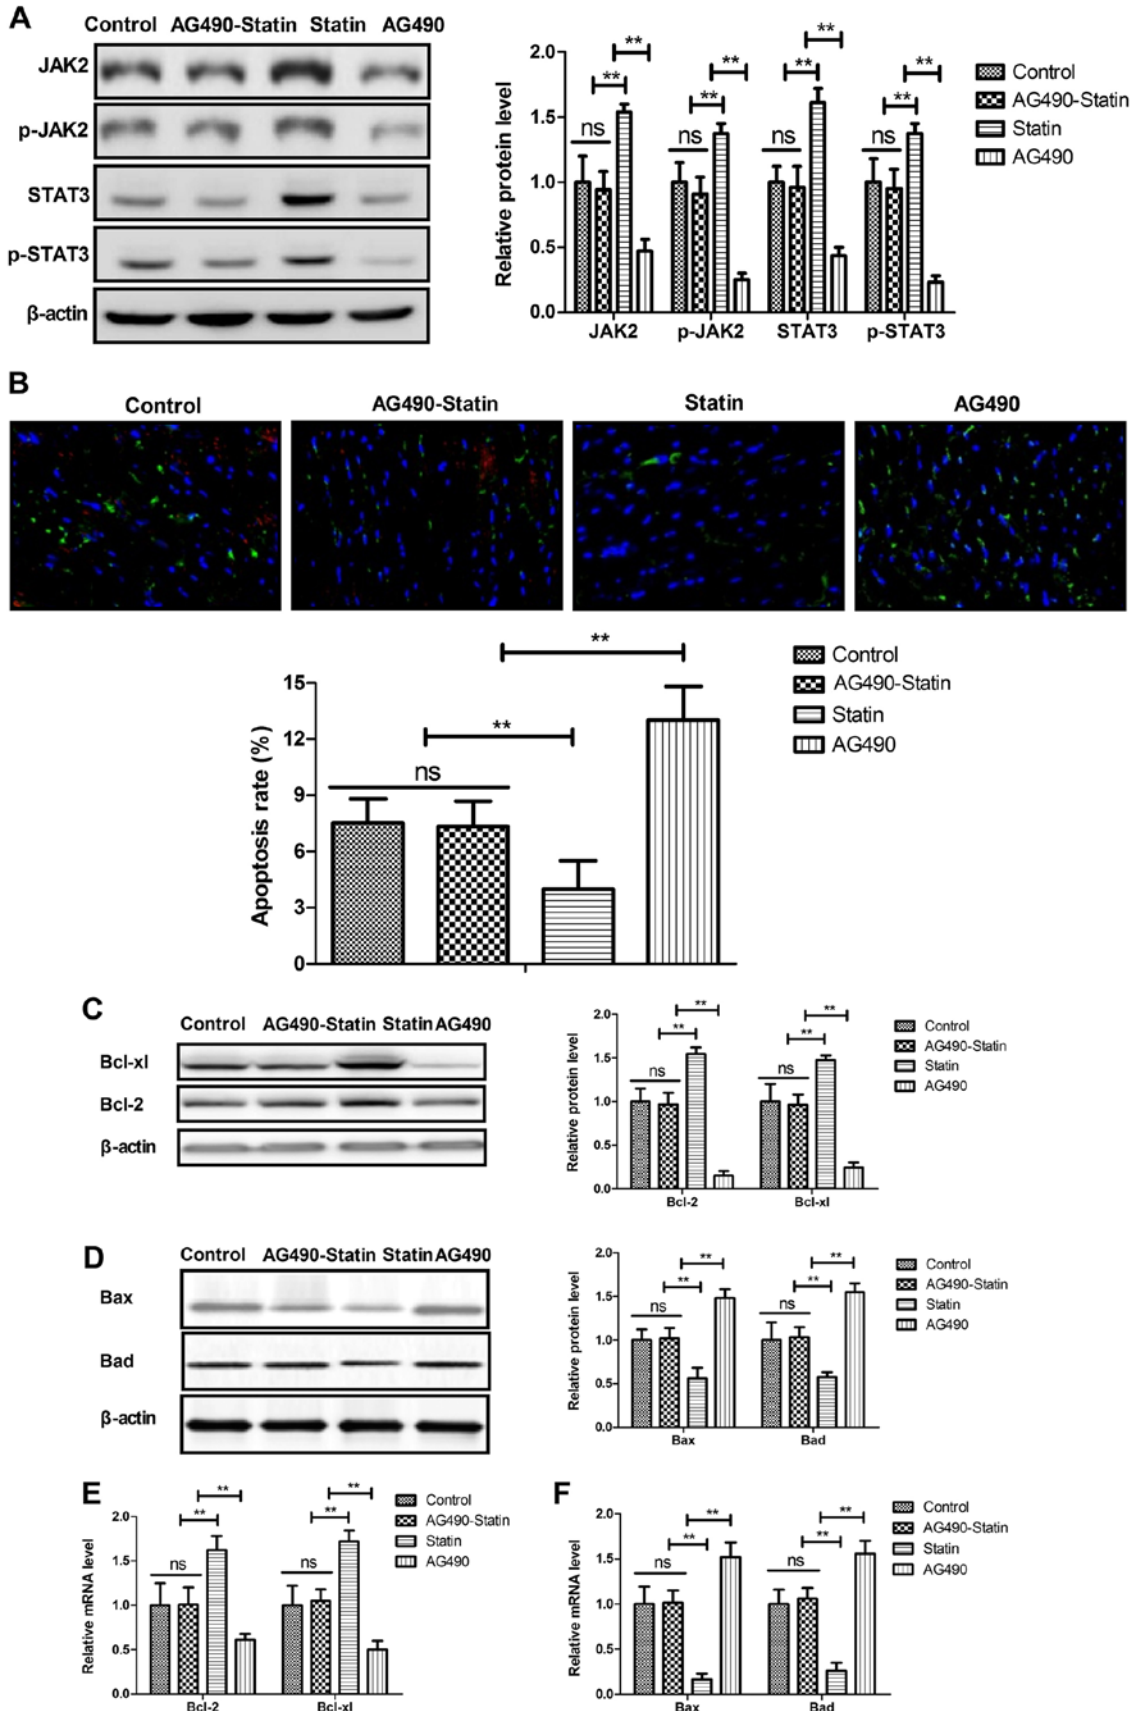 A
Control AG490-Statin Statin AG490
JAK2
p-JAK2
STAT3
p-STAT3
β-actin
Relative protein level
2.0
1.5
1.0
0.5
0.0
ns
**
**
ns
**
**
ns
**
**
ns
**
**
JAK2 p-JAK2 STAT3 p-STAT3
Control
AG490-Statin
Statin
AG490
B
Control AG490-Statin Statin AG490
Apoptosis rate (%)
15
12
9
6
3
0
ns
**
**
Control
AG490-Statin
Statin
AG490
C
Control AG490-Statin Statin AG490
Bcl-xl
Bcl-2
β-actin
Relative protein level
2.0
1.5
1.0
0.5
0.0
ns
**
**
ns
**
**
Bcl-2 Bcl-xl
Control
AG490-Statin
Statin
AG490
D
Control AG490-Statin Statin AG490
Bax
Bad
β-actin
Relative protein level
2.0
1.5
1.0
0.5
0.0
ns
**
**
ns
**
**
Bax Bad
Control
AG490-Statin
Statin
AG490
E
Relative mRNA level
2.0
1.5
1.0
0.5
0.0
ns
**
**
ns
**
**
Bcl-2 Bcl-xl
Control
AG490-Statin
Statin
AG490
F
Relative mRNA level
2.0
1.5
1.0
0.5
0.0
ns
**
**
ns
**
**
Bax Bad
Control
AG490-Statin
Statin
AG490